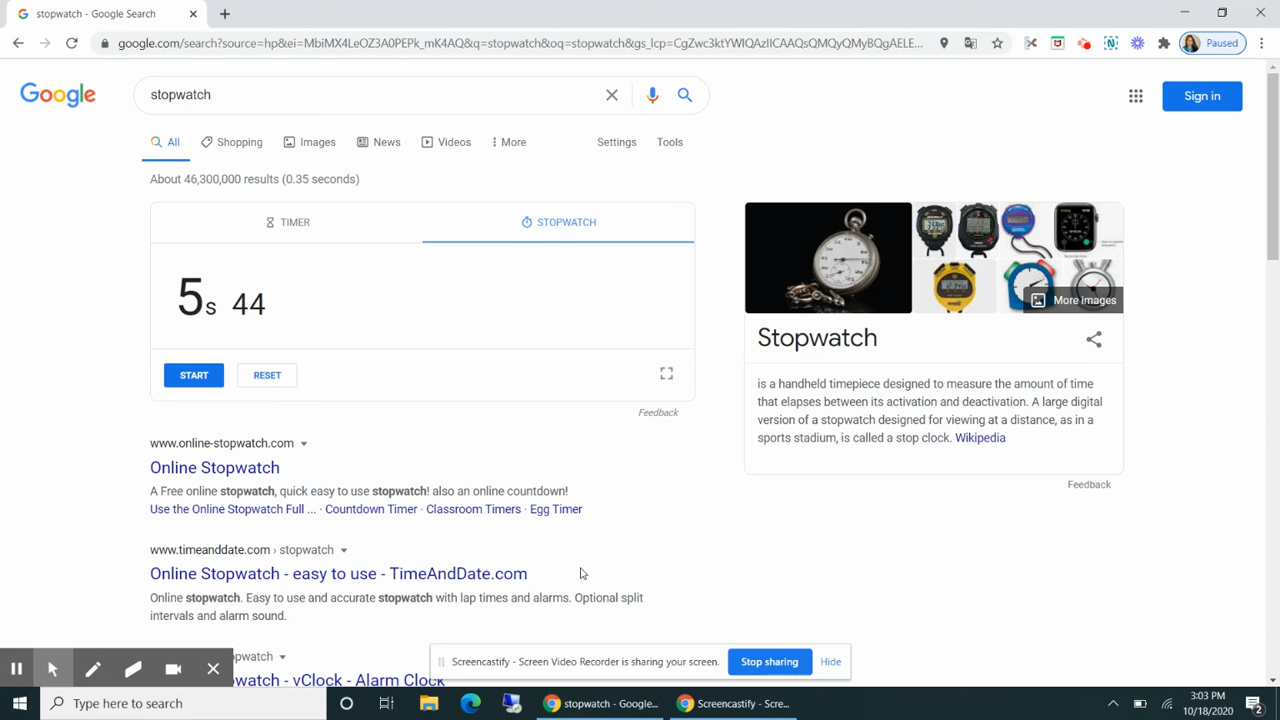 stopwatch - Google Search
google.com/search?source=hp&ei=MbiMX4LOZ3A0PEPk_mK4AQ&q=stopwatch&oq=stopwatch&gs_lcp=CgZwc3ktYWIQAzIICAAQsQMQyQMyBQgAELE...
Paused
Google
stopwatch
Sign in
All
Shopping
Images
News
Videos
More
Settings
Tools
About 46,300,000 results (0.35 seconds)
TIMER
STOPWATCH
5s 44
START
RESET
Feedback
More images
Stopwatch
is a handheld timepiece designed to measure the amount of time
that elapses between its activation and deactivation. A large digital
version of a stopwatch designed for viewing at a distance, as in a
sports stadium, is called a stop clock. Wikipedia
Feedback
www.online-stopwatch.com
Online Stopwatch
A Free online stopwatch, quick easy to use stopwatch! also an online countdown!
Use the Online Stopwatch Full ... · Countdown Timer · Classroom Timers · Egg Timer
www.timeanddate.com › stopwatch
Online Stopwatch - easy to use - TimeAndDate.com
Online stopwatch. Easy to use and accurate stopwatch with lap times and alarms. Optional split
intervals and alarm sound.
pwatch
stopwatch - vClock - Alarm Clock
Screencastify - Screen Video Recorder is sharing your screen.
Stop sharing
Hide
Type here to search
stopwatch - Google...
Screencastify - Scre...
3:03 PM
10/18/2020
2